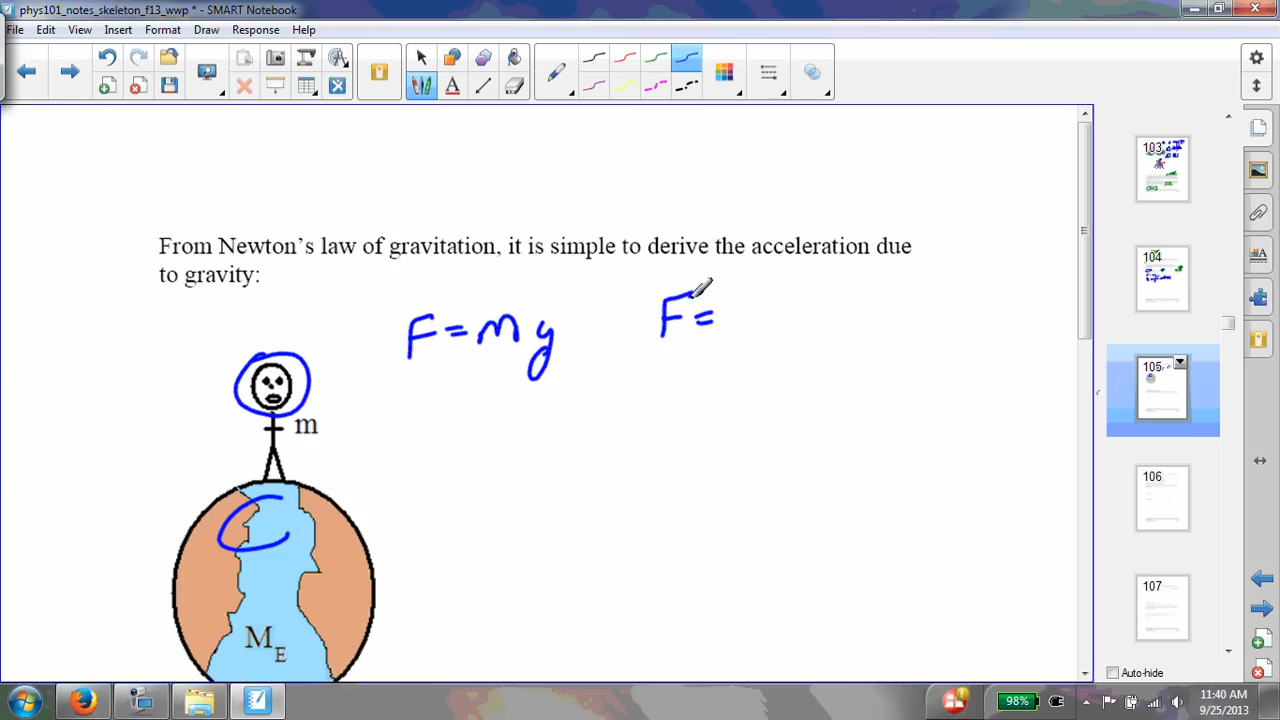 phys101_notes_skeleton_f13_wwp * - SMART Notebook
File Edit View Insert Format Draw Response Help
From Newton's law of gravitation, it is simple to derive the acceleration due
to gravity:
F = mg F =
m
M E
103
104
105
106
107
Auto-hide
98%
11:40 AM
9/25/2013